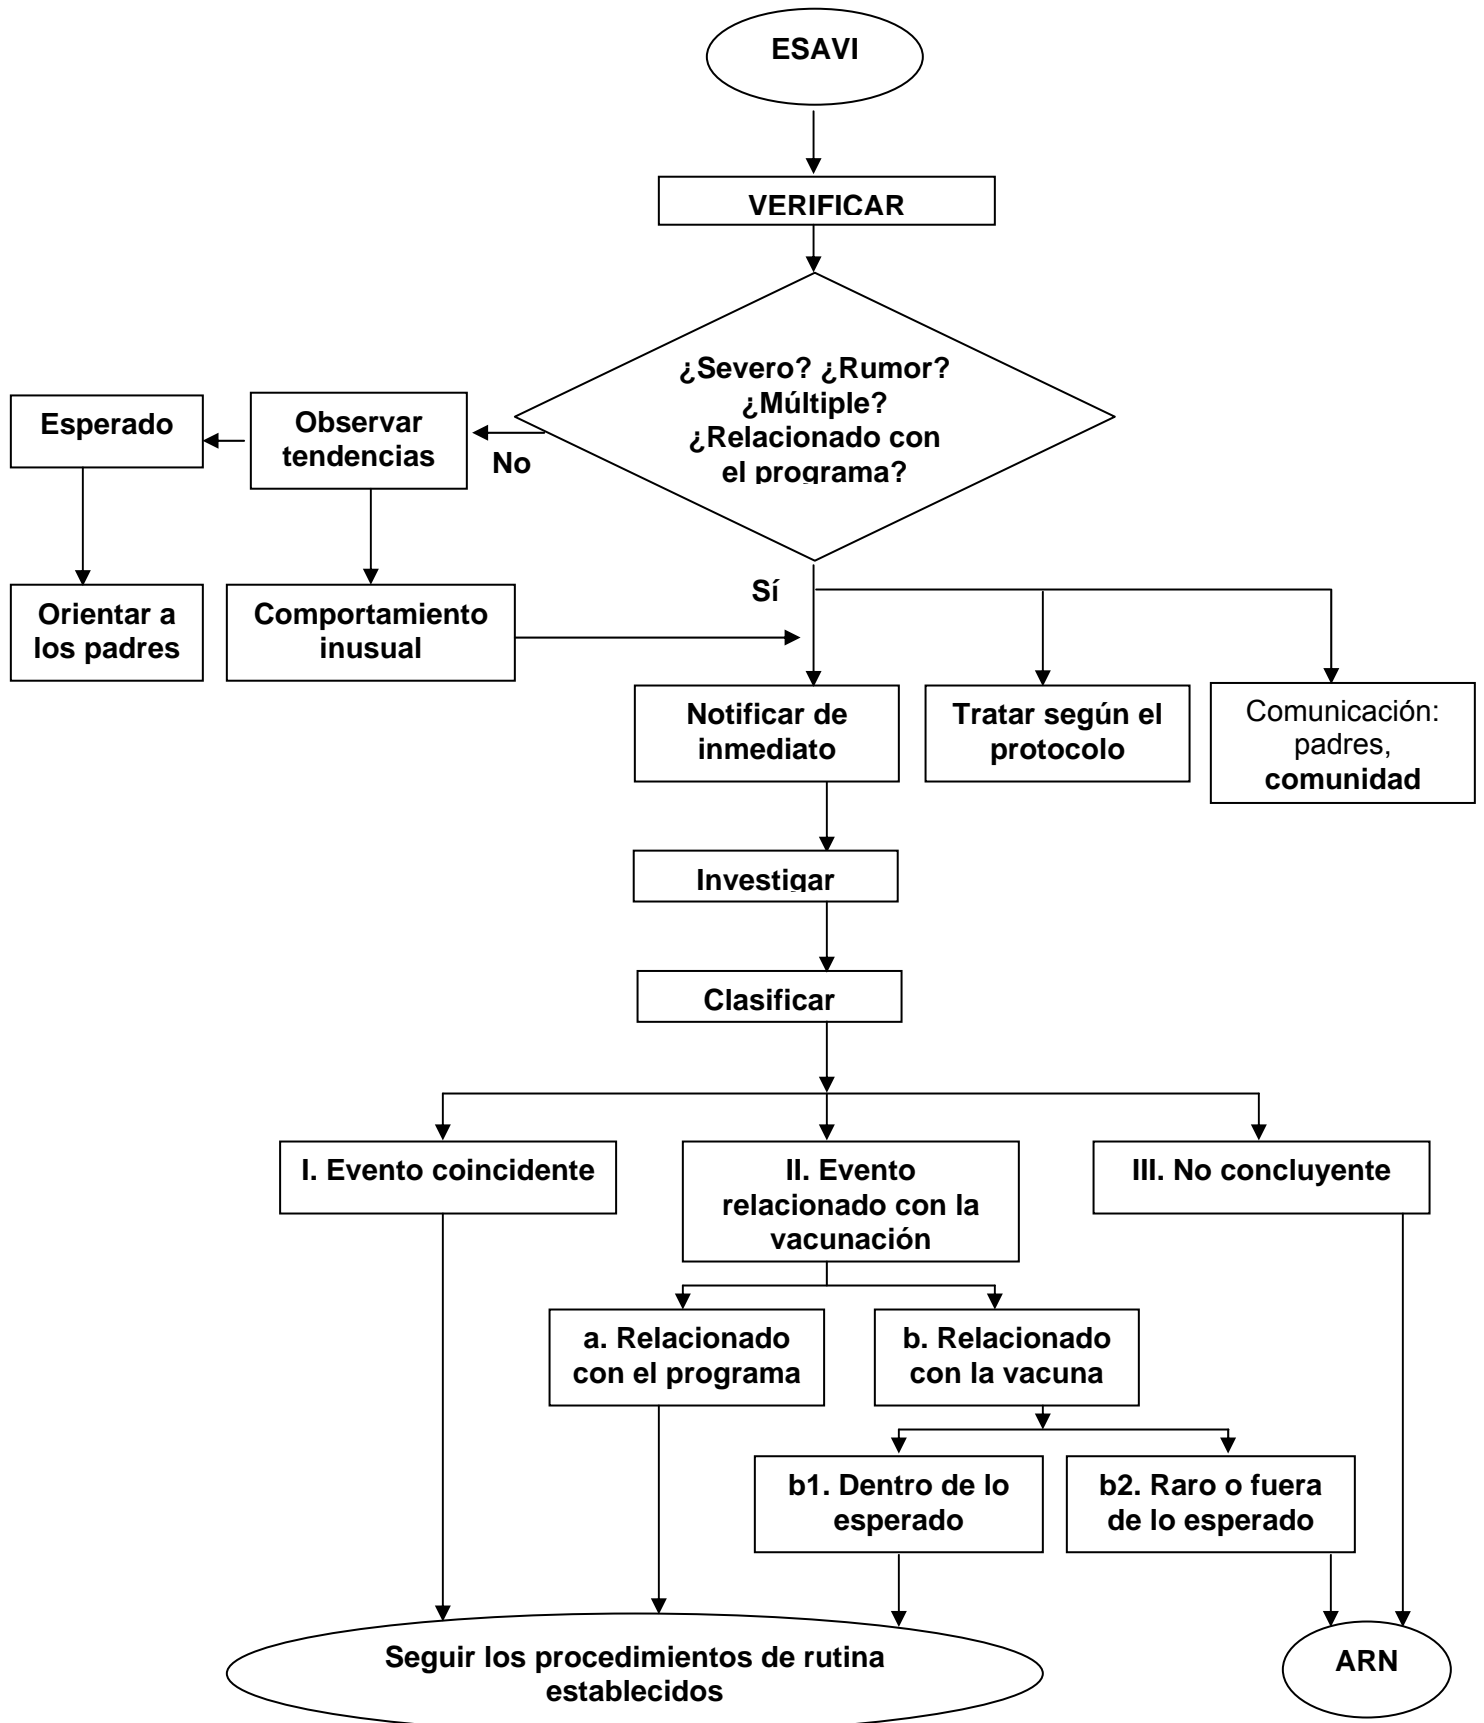 ESAVI
VERIFICAR
¿Severo? ¿Rumor?
¿Múltiple?
¿Relacionado con
el programa?
Esperado
Observar
tendencias
No
Sí
Orientar a
los padres
Comportamiento
inusual
Notificar de
inmediato
Tratar según el
protocolo
Comunicación:
padres,
comunidad
Investigar
Clasificar
I. Evento coincidente
II. Evento
relacionado con la
vacunación
III. No concluyente
a. Relacionado
con el programa
b. Relacionado
con la vacuna
b1. Dentro de lo
esperado
b2. Raro o fuera
de lo esperado
Seguir los procedimientos de rutina
establecidos
ARN